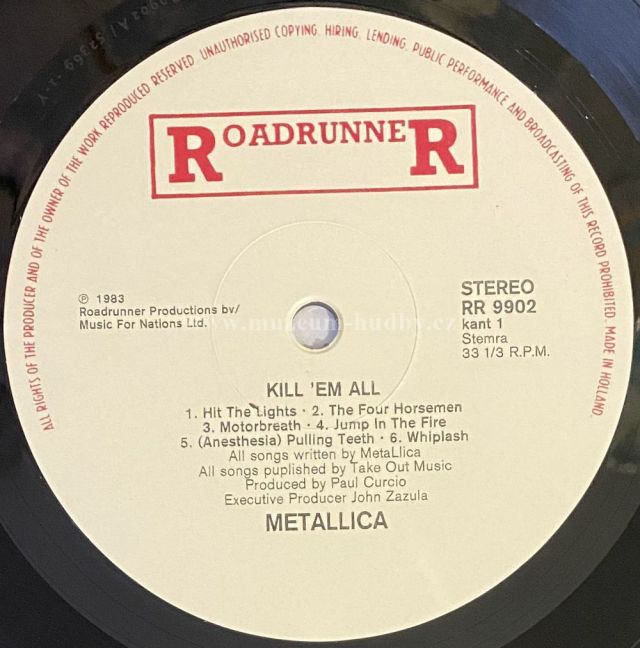 ALL RIGHTS OF THE PRODUCER AND OF THE OWNER OF THE WORK REPRODUCED RESERVED. UNAUTHORISED COPYING, HIRING, LENDING, PUBLIC PERFORMANCE AND BROADCASTING OF THIS RECORD PROHIBITED. MADE IN HOLLAND.
ROADRUNNER
℗ 1983
Roadrunner Productions bv/
Music For Nations Ltd.
STEREO
RR 9902
kant 1
Stemra
33 1/3 R.P.M.
www.muzeum-hudby.cz
KILL 'EM ALL
1. Hit The Lights · 2. The Four Horsemen
3. Motorbreath · 4. Jump In The Fire
5. (Anesthesia) Pulling Teeth · 6. Whiplash
All songs written by MetaLlica
All songs puplished by Take Out Music
Produced by Paul Curcio
Executive Producer John Zazula
METALLICA